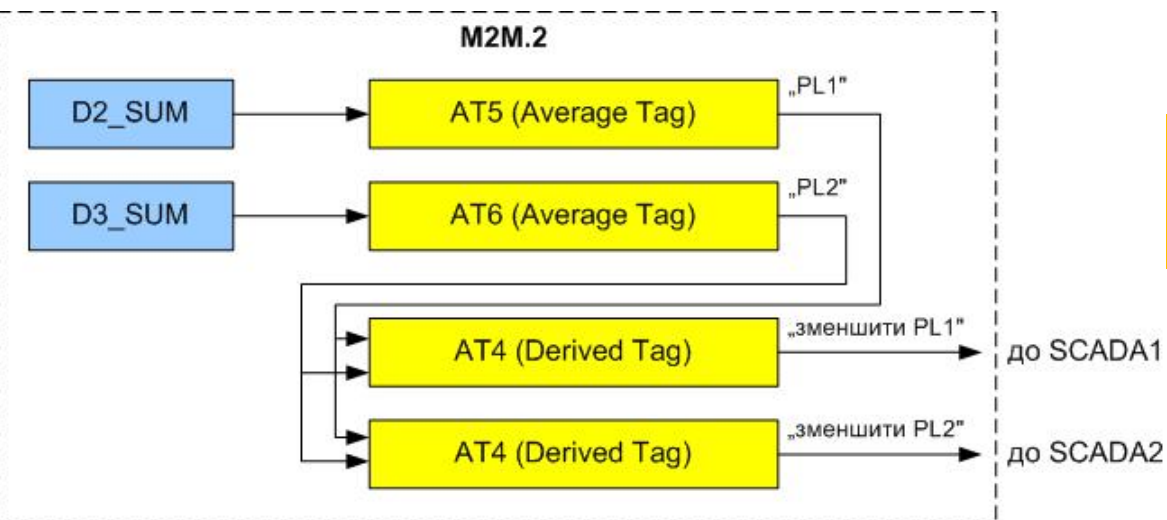 M2M.2
D2_SUM
AT5 (Average Tag)
„PL1"
D3_SUM
AT6 (Average Tag)
„PL2"
AT4 (Derived Tag)
„зменшити PL1"
до SCADA1
AT4 (Derived Tag)
„зменшити PL2"
до SCADA2